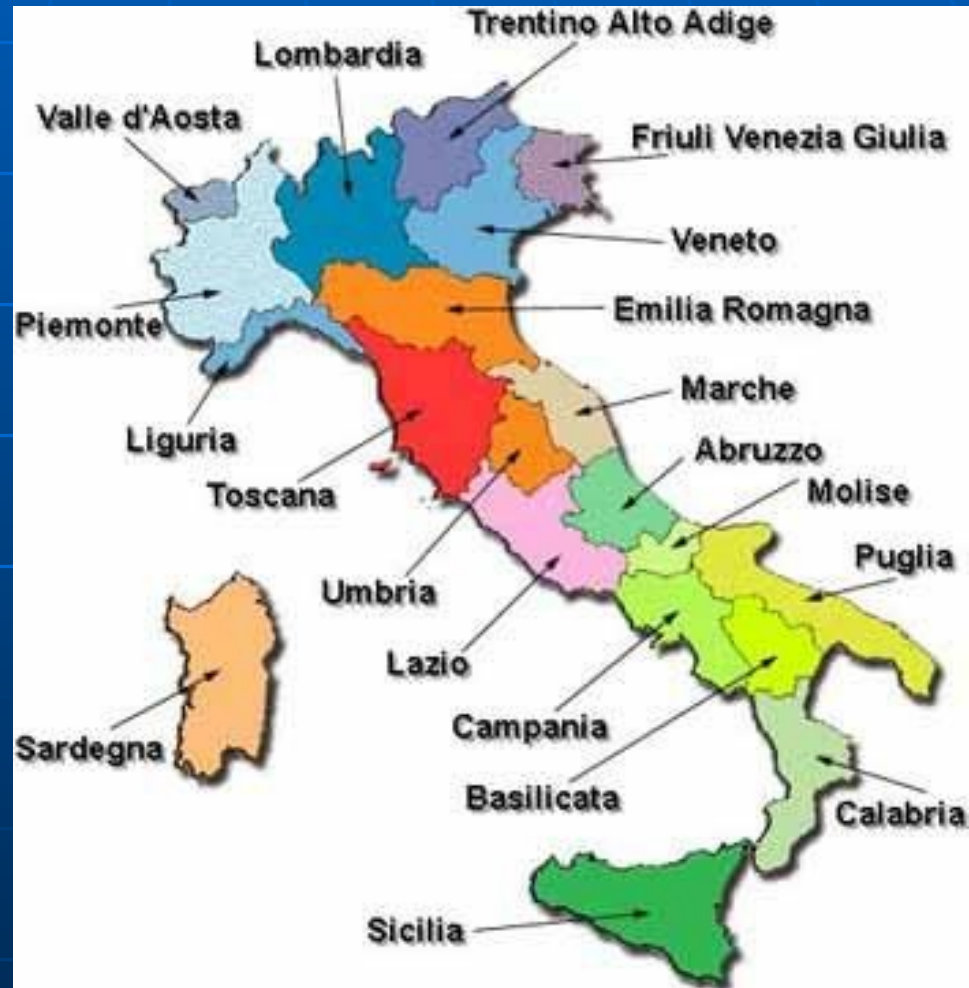 Trentino Alto Adige
Lombardia
Valle d'Aosta
Friuli Venezia Giulia
Veneto
Piemonte
Emilia Romagna
Marche
Liguria
Abruzzo
Toscana
Molise
Puglia
Umbria
Lazio
Campania
Sardegna
Basilicata
Calabria
Sicilia